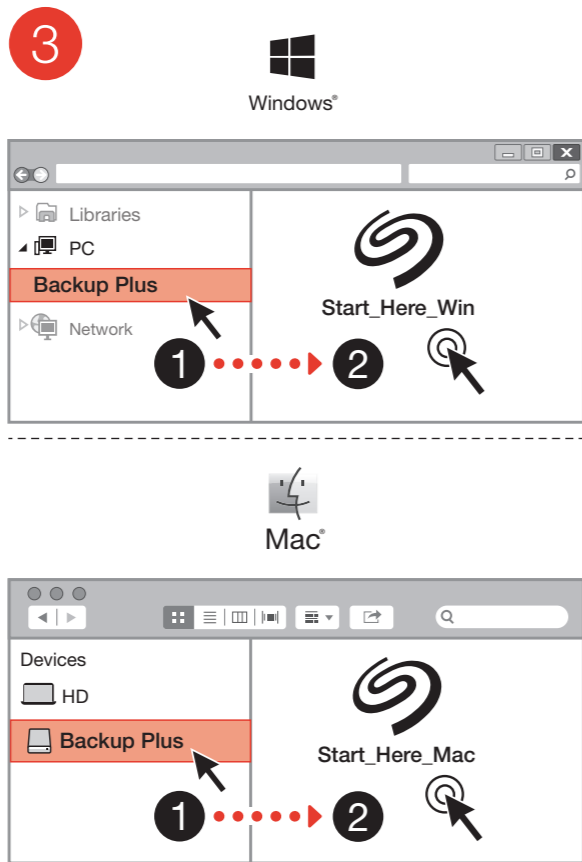 3
Windows®
Libraries
PC
Backup Plus
Start_Here_Win
Network
1
2
Mac®
Devices
HD
Backup Plus
Start_Here_Mac
1
2